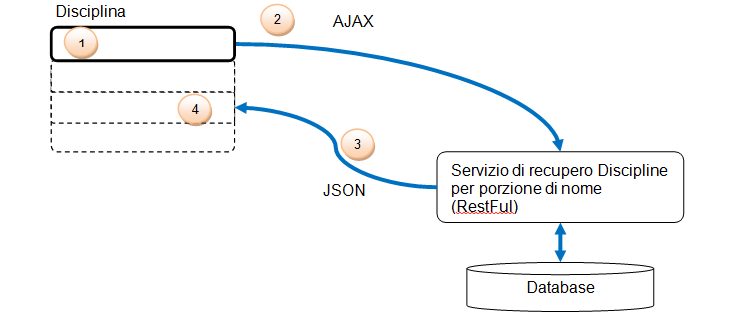 Disciplina
1
2
AJAX
4
3
JSON
Servizio di recupero Discipline
per porzione di nome
(RestFul)
Database